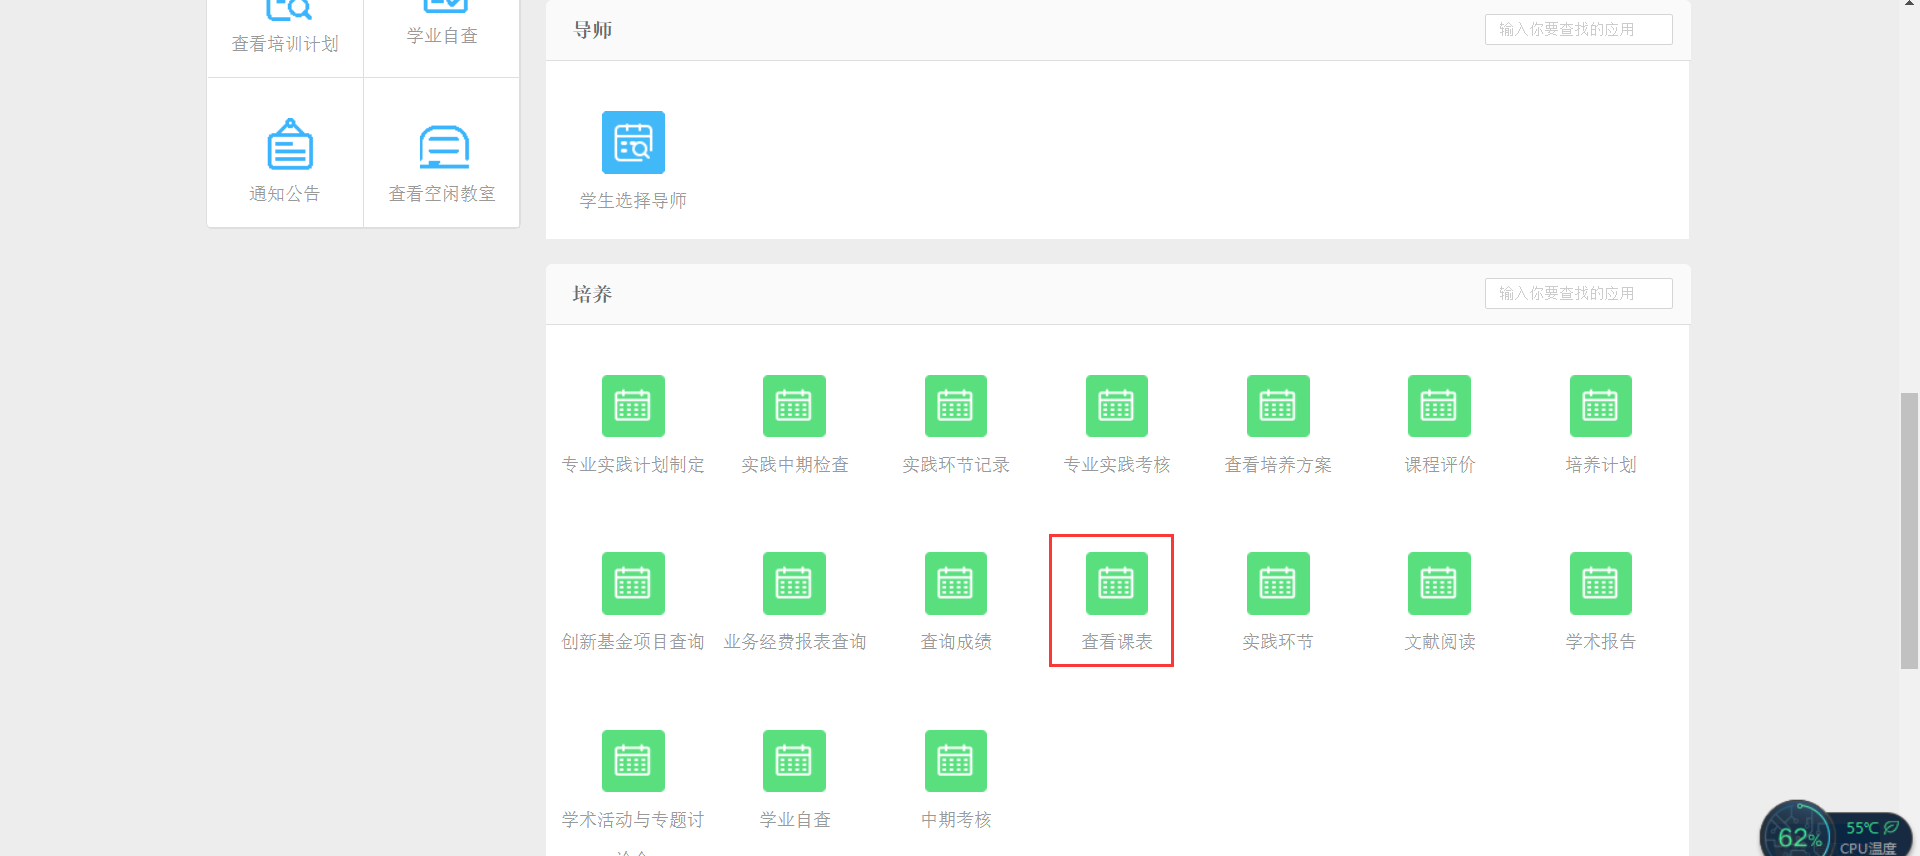 查看培训计划
学业自查
通知公告
查看空闲教室
导师
输入你要查找的应用
学生选择导师
培养
输入你要查找的应用
专业实践计划制定
实践中期检查
实践环节记录
专业实践考核
查看培养方案
课程评价
培养计划
创新基金项目查询
业务经费报表查询
查询成绩
查看课表
实践环节
文献阅读
学术报告
学术活动与专题讨
学业自查
中期考核
62%
55℃
CPU温度